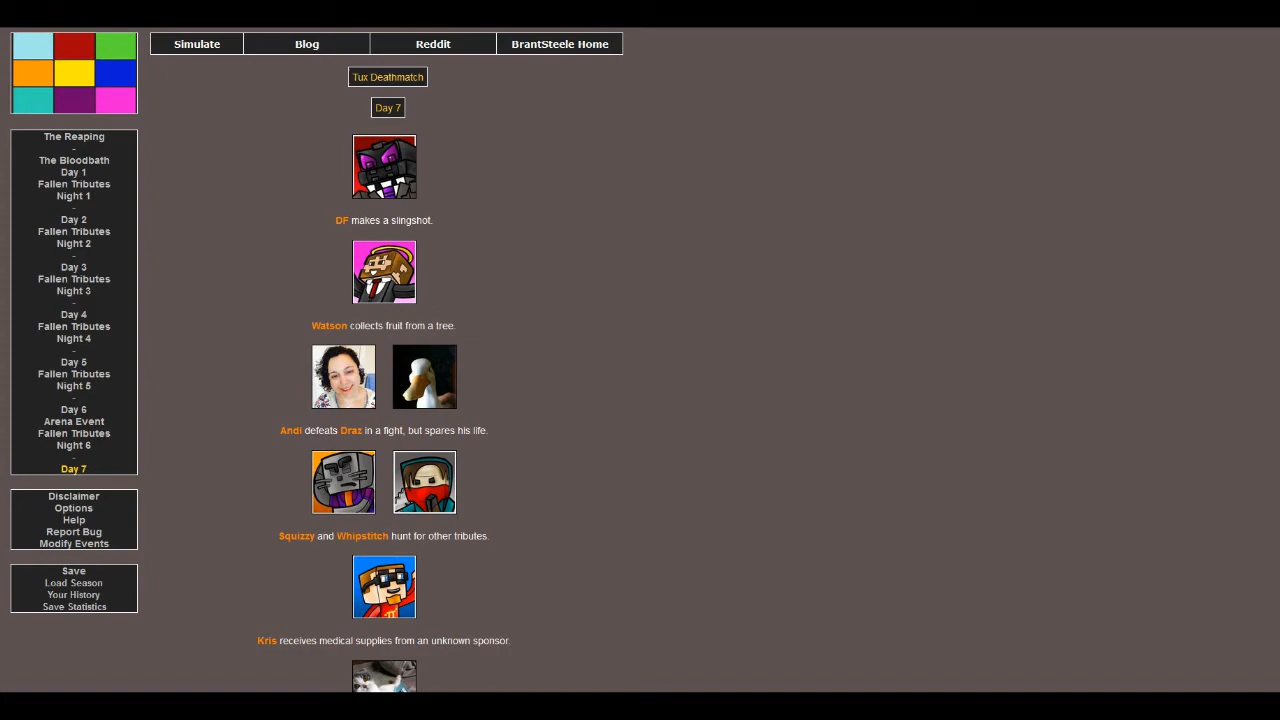 Simulate
Blog
Reddit
BrantSteele Home
The Reaping
-
The Bloodbath
Day 1
Fallen Tributes
Night 1
-
Day 2
Fallen Tributes
Night 2
-
Day 3
Fallen Tributes
Night 3
-
Day 4
Fallen Tributes
Night 4
-
Day 5
Fallen Tributes
Night 5
-
Day 6
Arena Event
Fallen Tributes
Night 6
-
Day 7
Disclaimer
Options
Help
Report Bug
Modify Events
Save
Load Season
Your History
Save Statistics
Tux Deathmatch
Day 7
DF makes a slingshot.
Watson collects fruit from a tree.
Andi defeats Draz in a fight, but spares his life.
Squizzy and Whipstitch hunt for other tributes.
Kris receives medical supplies from an unknown sponsor.